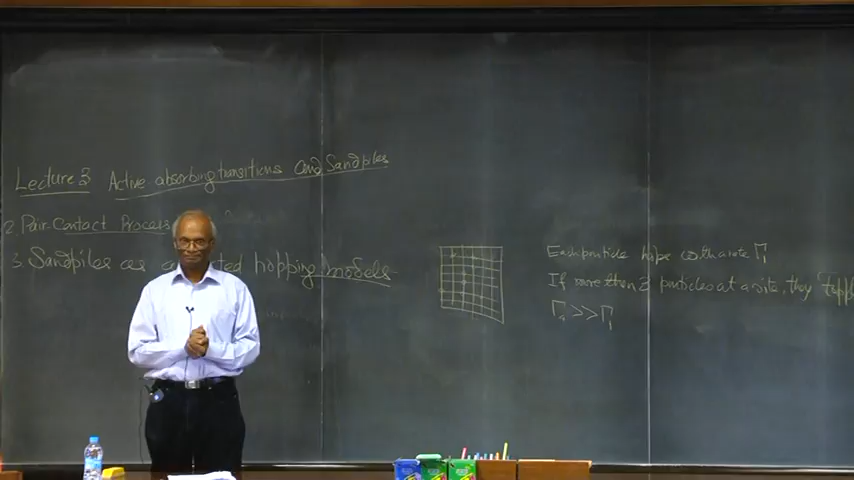 Lecture 3 Active absorbing transitions and Sandpiles
2. Pair-Contact Process
3. Sandpiles as hopping models
Each particle hops with rate Γ₁
If more than 2 particles at a site, they
>> Γ₁